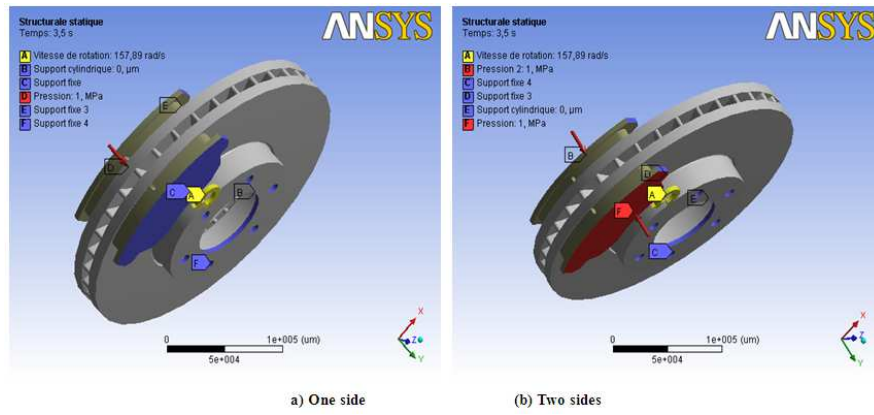 Structurale statique
Temps: 3,5 s
A Vitesse de rotation: 157,89 rad/s
B Support cylindrique: 0, µm
C Support fixe
D Pression: 1, MPa
E Support fixe 3
F Support fixe 4
ANSYS
E
D
C
A
B
F
X
Z
Y
0
1e+005 (um)
5e+004
Structurale statique
Temps: 3,5 s
A Vitesse de rotation: 157,89 rad/s
B Pression 2: 1, MPa
C Support fixe 4
D Support fixe 3
E Support cylindrique: 0, µm
F Pression: 1, MPa
ANSYS
B
D
A
E
F
C
X
Z
Y
0
1e+005 (um)
5e+004
a) One side
(b) Two sides